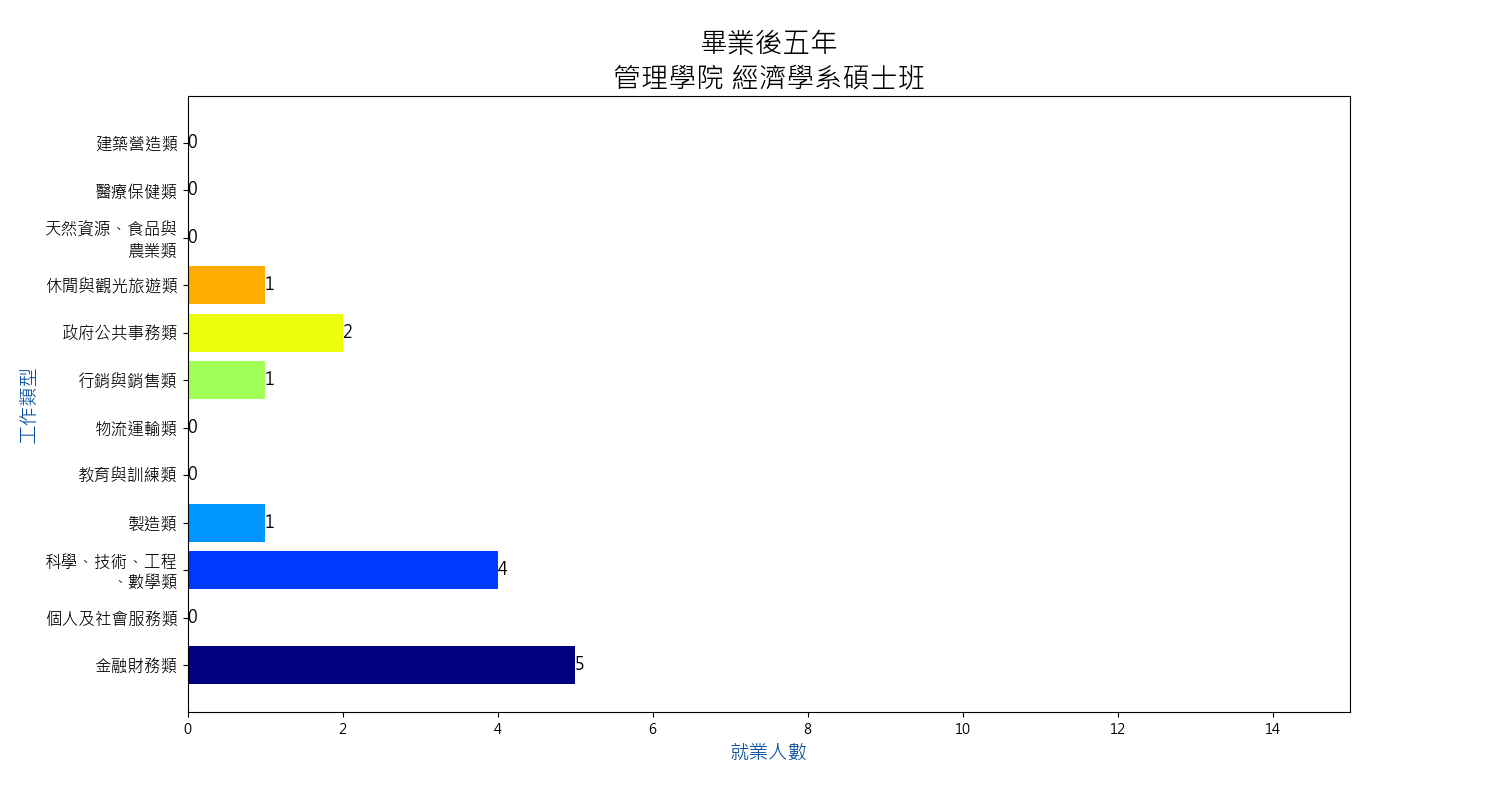 畢業後五年
管理學院 經濟學系碩士班
建築營造類 0
醫療保健類 0
天然資源、食品與
農業類 0
休閒與觀光旅遊類 1
政府公共事務類 2
行銷與銷售類 1
物流運輸類 0
教育與訓練類 0
製造類 1
科學、技術、工程
、數學類 4
個人及社會服務類 0
金融財務類 5
工作類型
0 2 4 6 8 10 12 14
就業人數